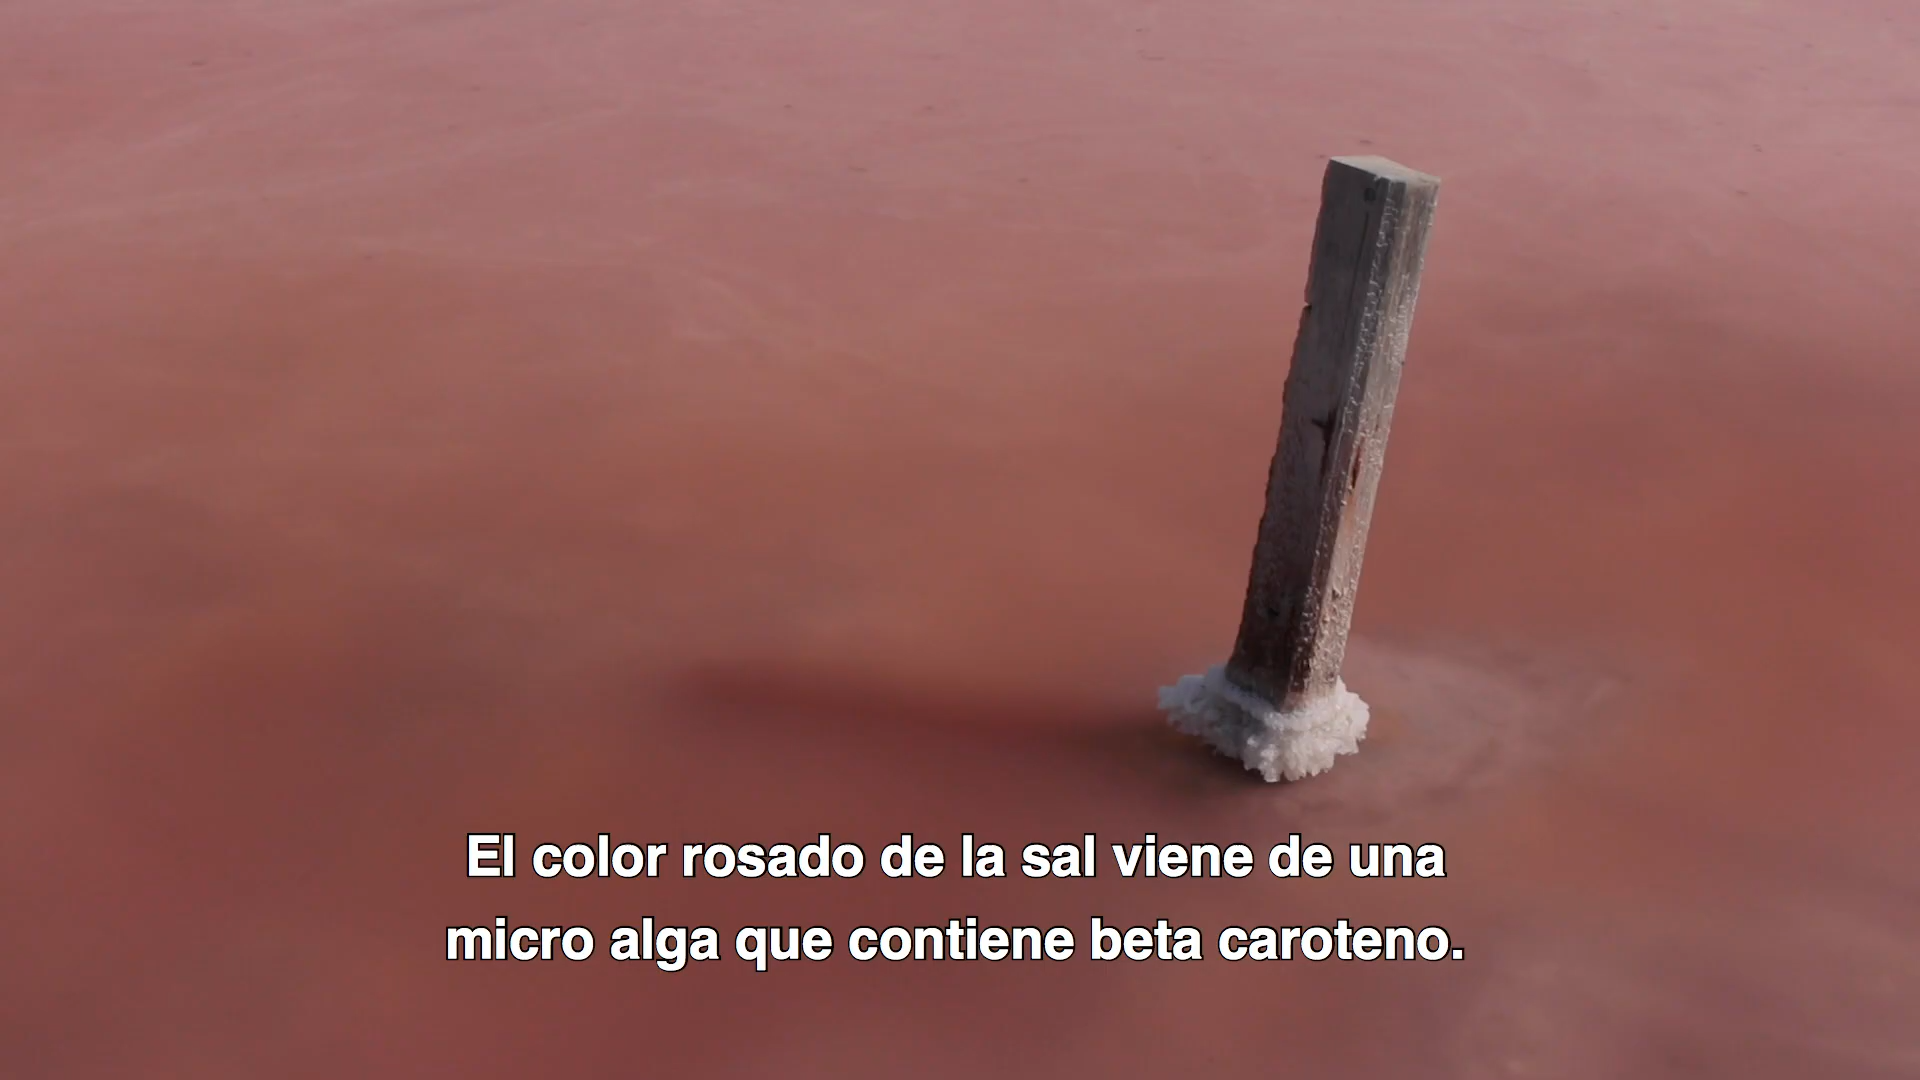 El color rosado de la sal viene de una
micro alga que contiene beta caroteno.